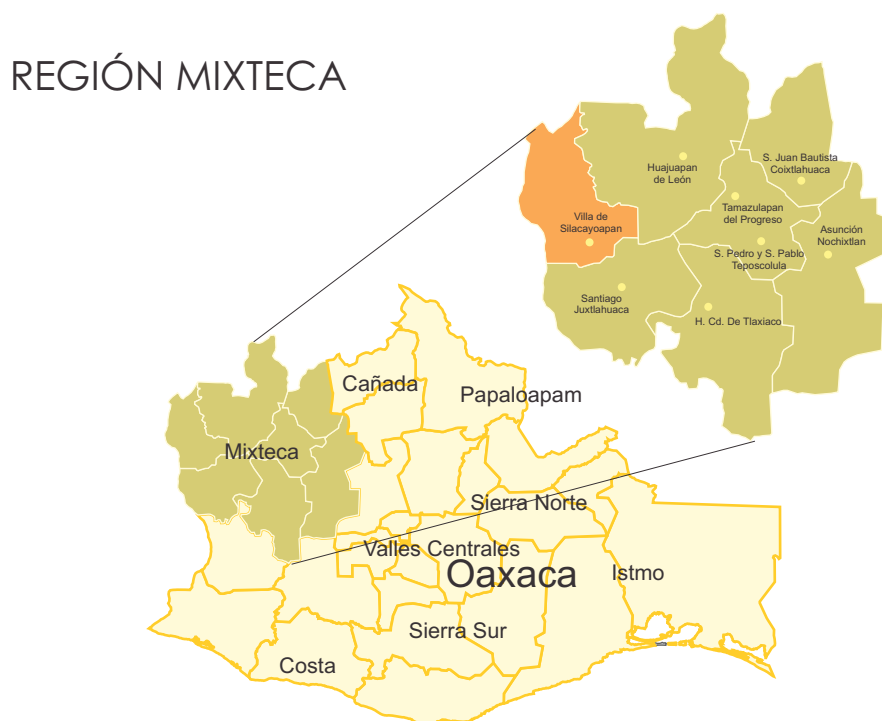 REGIÓN MIXTECA
Huajuapan
de León
S. Juan Bautista
Coixtlahuaca
Tamazulapan
del Progreso
Villa de
Silacayoapan
Asunción
Nochixtlan
S. Pedro y S. Pablo
Teposcolula
Santiago
Juxtlahuaca
H. Cd. De Tlaxiaco
Cañada
Papaloapam
Mixteca
Sierra Norte
Valles Centrales
Oaxaca
Istmo
Sierra Sur
Costa